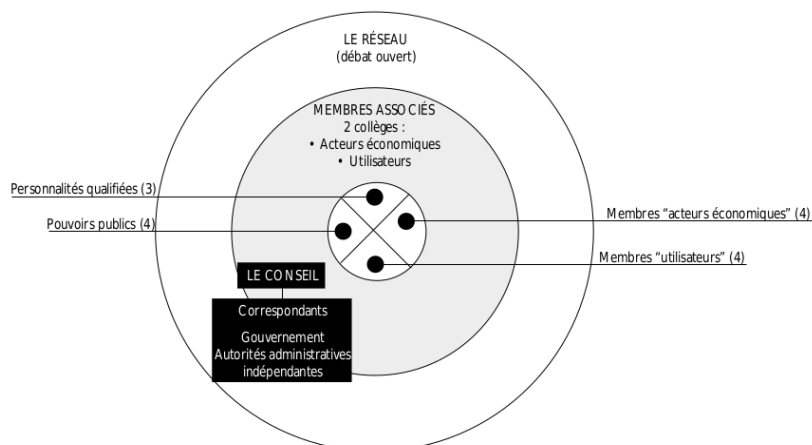 LE RÉSEAU
(débat ouvert)
MEMBRES ASSOCIÉS
2 collèges :
• Acteurs économiques
• Utilisateurs
Personnalités qualifiées (3)
Pouvoirs publics (4)
Membres “acteurs économiques” (4)
Membres “utilisateurs” (4)
LE CONSEIL
Correspondants
Gouvernement
Autorités administratives
indépendantes